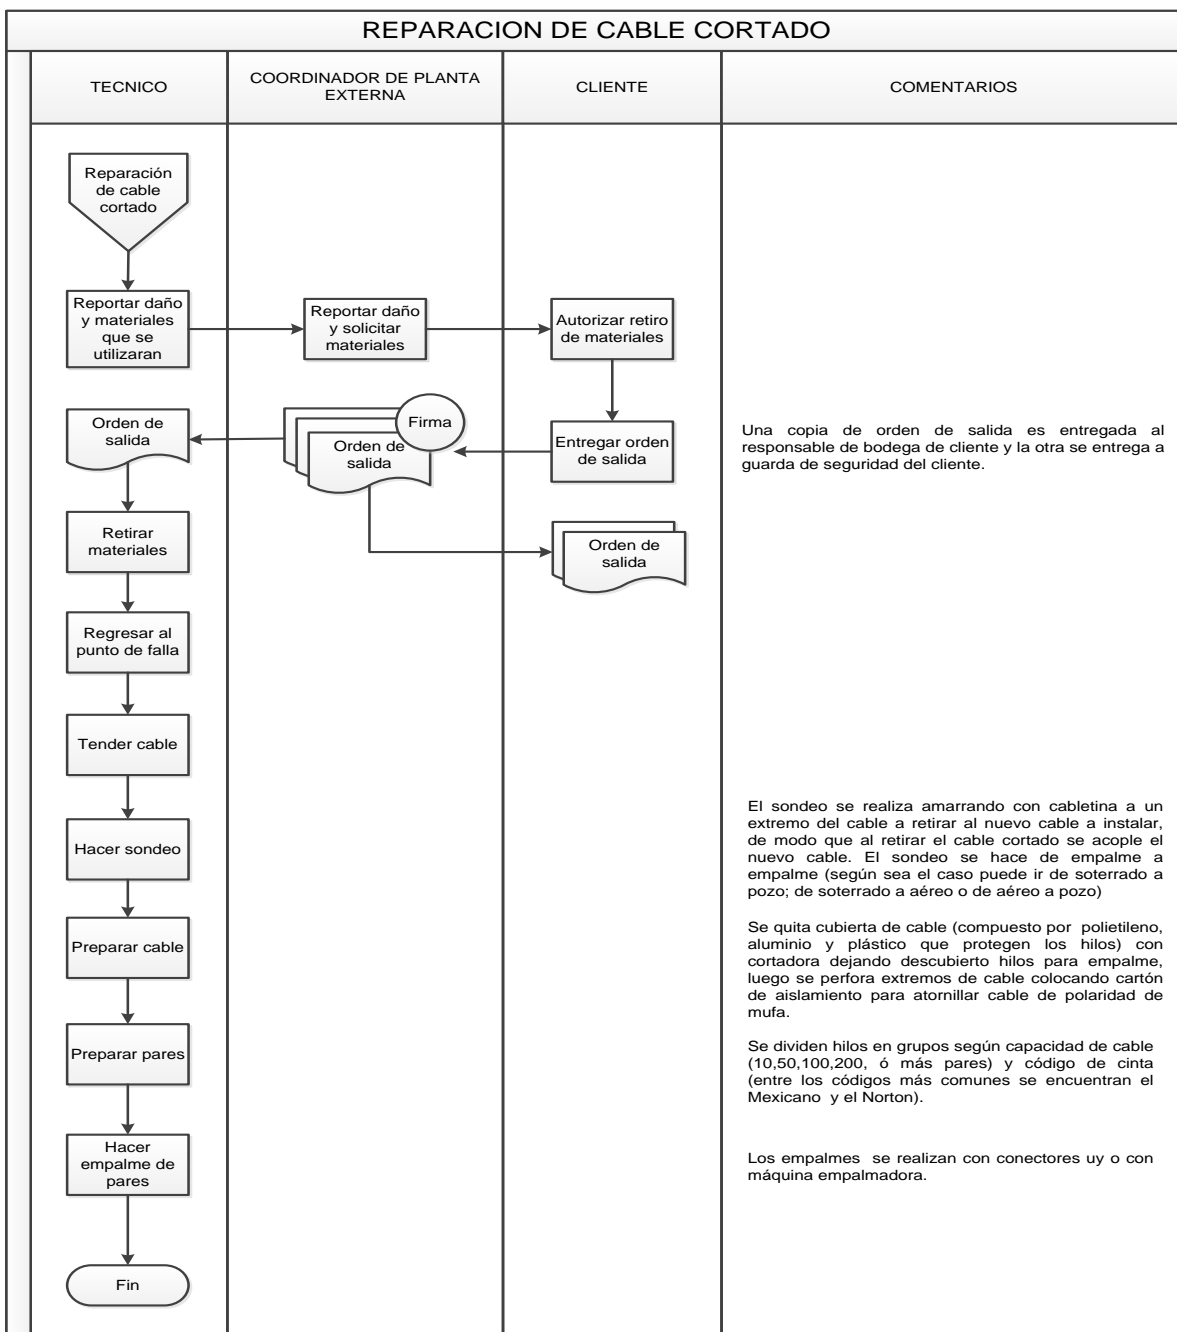 REPARACION DE CABLE CORTADO
TECNICO
COORDINADOR DE PLANTA
EXTERNA
CLIENTE
COMENTARIOS
Reparación
de cable
cortado
Reportar daño
y materiales
que se
utilizaran
Reportar daño
y solicitar
materiales
Autorizar retiro
de materiales
Orden de
salida
Firma
Orden de
salida
Entregar orden
de salida
Una copia de orden de salida es entregada al
responsable de bodega de cliente y la otra se entrega a
guarda de seguridad del cliente.
Retirar
materiales
Orden de
salida
Regresar al
punto de falla
Tender cable
Hacer sondeo
El sondeo se realiza amarrando con cabletina a un
extremo del cable a retirar al nuevo cable a instalar,
de modo que al retirar el cable cortado se acople el
nuevo cable. El sondeo se hace de empalme a
empalme (según sea el caso puede ir de soterrado a
pozo; de soterrado a aéreo o de aéreo a pozo)
Preparar cable
Se quita cubierta de cable (compuesto por polietileno,
aluminio y plástico que protegen los hilos) con
cortadora dejando descubierto hilos para empalme,
luego se perfora extremos de cable colocando cartón
de aislamiento para atornillar cable de polaridad de
mufa.
Preparar pares
Se dividen hilos en grupos según capacidad de cable
(10,50,100,200, ó más pares) y código de cinta
(entre los códigos más comunes se encuentran el
Mexicano y el Norton).
Hacer
empalme de
pares
Los empalmes se realizan con conectores uy o con
máquina empalmadora.
Fin